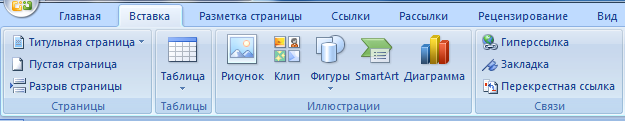 Главная Вставка Разметка страницы Ссылки Рассылки Рецензирование Вид
Титульная страница
Пустая страница
Разрыв страницы
Страницы
Таблица
Таблицы
Рисунок Клип Фигуры SmartArt Диаграмма
Иллюстрации
Гиперссылка
Закладка
Перекрестная ссылка
Связи